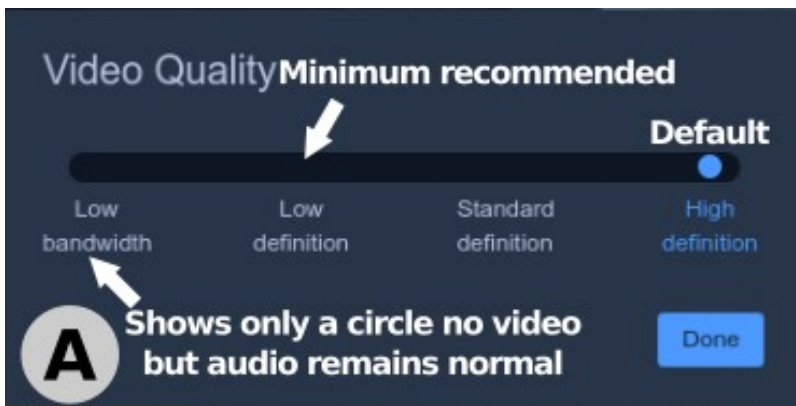 Video Quality Minimum recommended
Default
Low Low Standard High
bandwidth definition definition definition
Shows only a circle no video
A but audio remains normal
Done